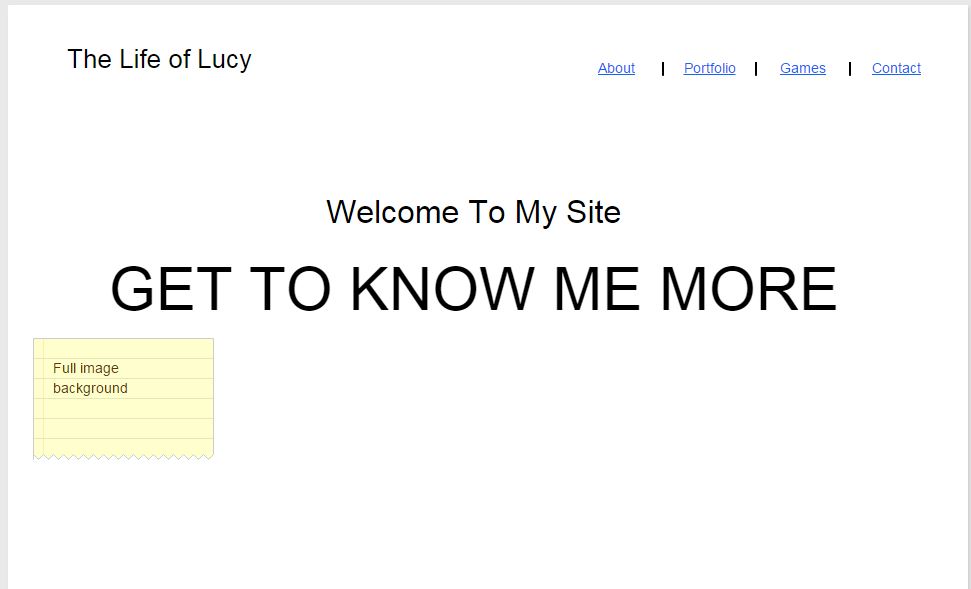 The Life of Lucy
About | Portfolio | Games | Contact
Welcome To My Site
GET TO KNOW ME MORE
Full image
background